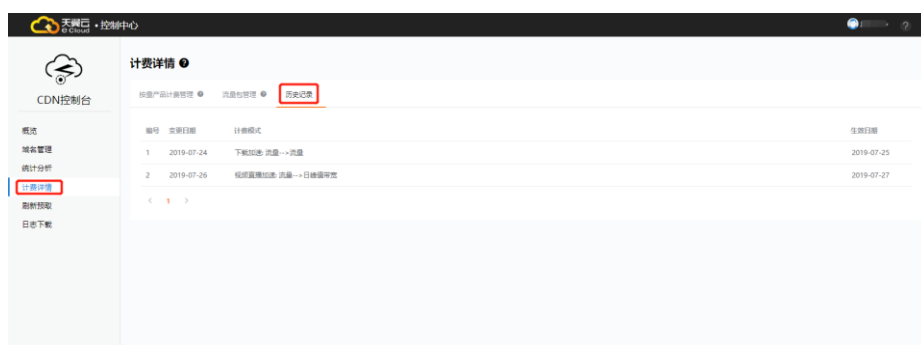 天翼云 e Cloud · 控制中心
CDN控制台
概览
域名管理
统计分析
计费详情
刷新预取
日志下载
计费详情
按量产品计费管理 流量包管理 历史记录
编号 变更日期 计费模式 生效日期
1 2019-07-24 下载加速: 流量-->流量 2019-07-25
2 2019-07-26 视频直播加速: 流量-->日峰值带宽 2019-07-27
< 1 >